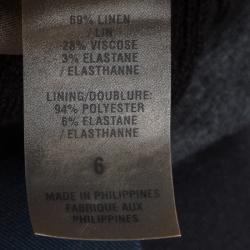 69% LINEN
/ LIN
28% VISCOSE
3% ELASTANE
/ ELASTHANNE
LINING/DOUBLURE:
94% POLYESTER
6% ELASTANE
/ ELASTHANNE
6
MADE IN PHILIPPINES
FABRIQUE AUX
PHILIPPINES